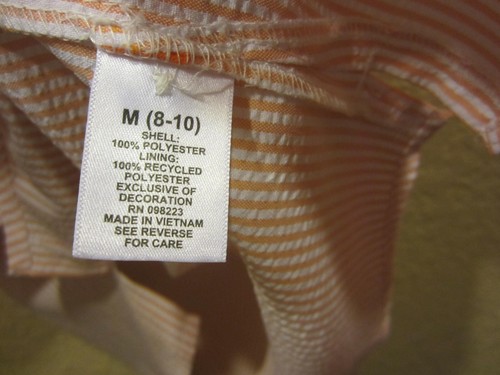 M (8-10)
SHELL:
100% POLYESTER
LINING:
100% RECYCLED
POLYESTER
EXCLUSIVE OF
DECORATION
RN 098223
MADE IN VIETNAM
SEE REVERSE
FOR CARE